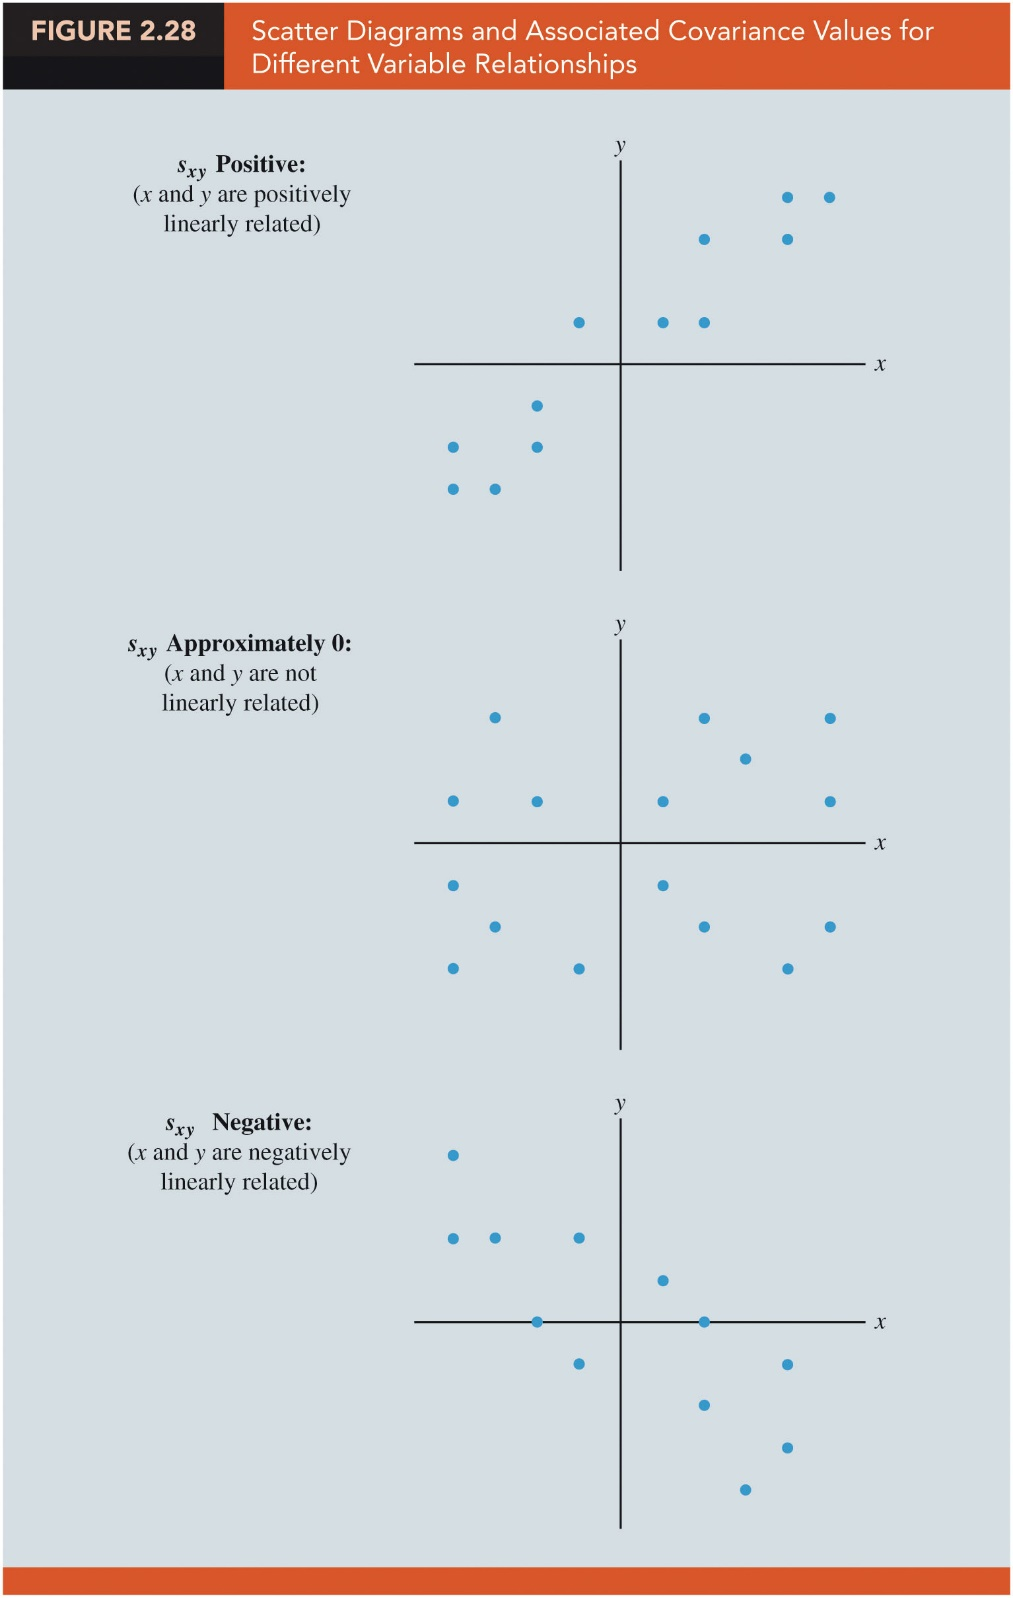 FIGURE 2.28
Scatter Diagrams and Associated Covariance Values for
Different Variable Relationships
sxy Positive:
(x and y are positively
linearly related)
y
x
sxy Approximately 0:
(x and y are not
linearly related)
y
x
sxy Negative:
(x and y are negatively
linearly related)
y
x